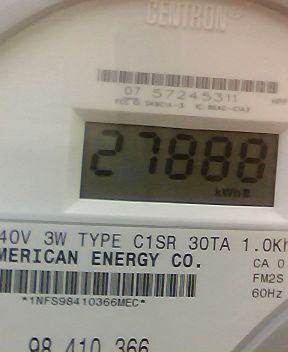 CENTRON®
07 57245311
27888
kWh
40V 3W TYPE C1SR 30TA 1.0Kh
MERICAN ENERGY CO.
CA 0
FM2S
*1NFS98410366MEC*
60Hz
98 410 366